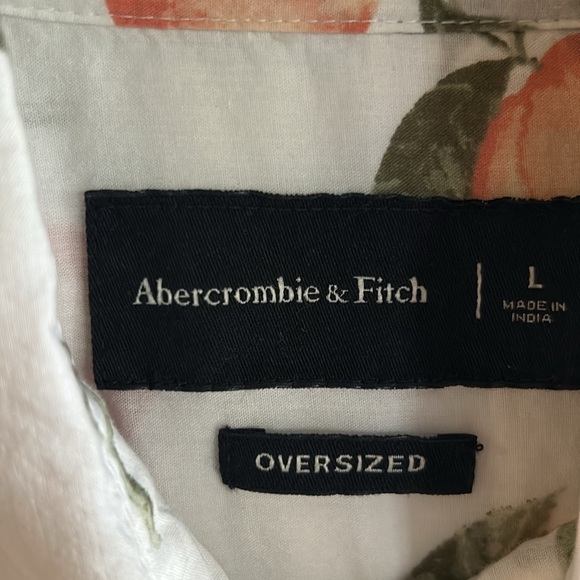 Abercrombie & Fitch
L
MADE IN
INDIA
OVERSIZED